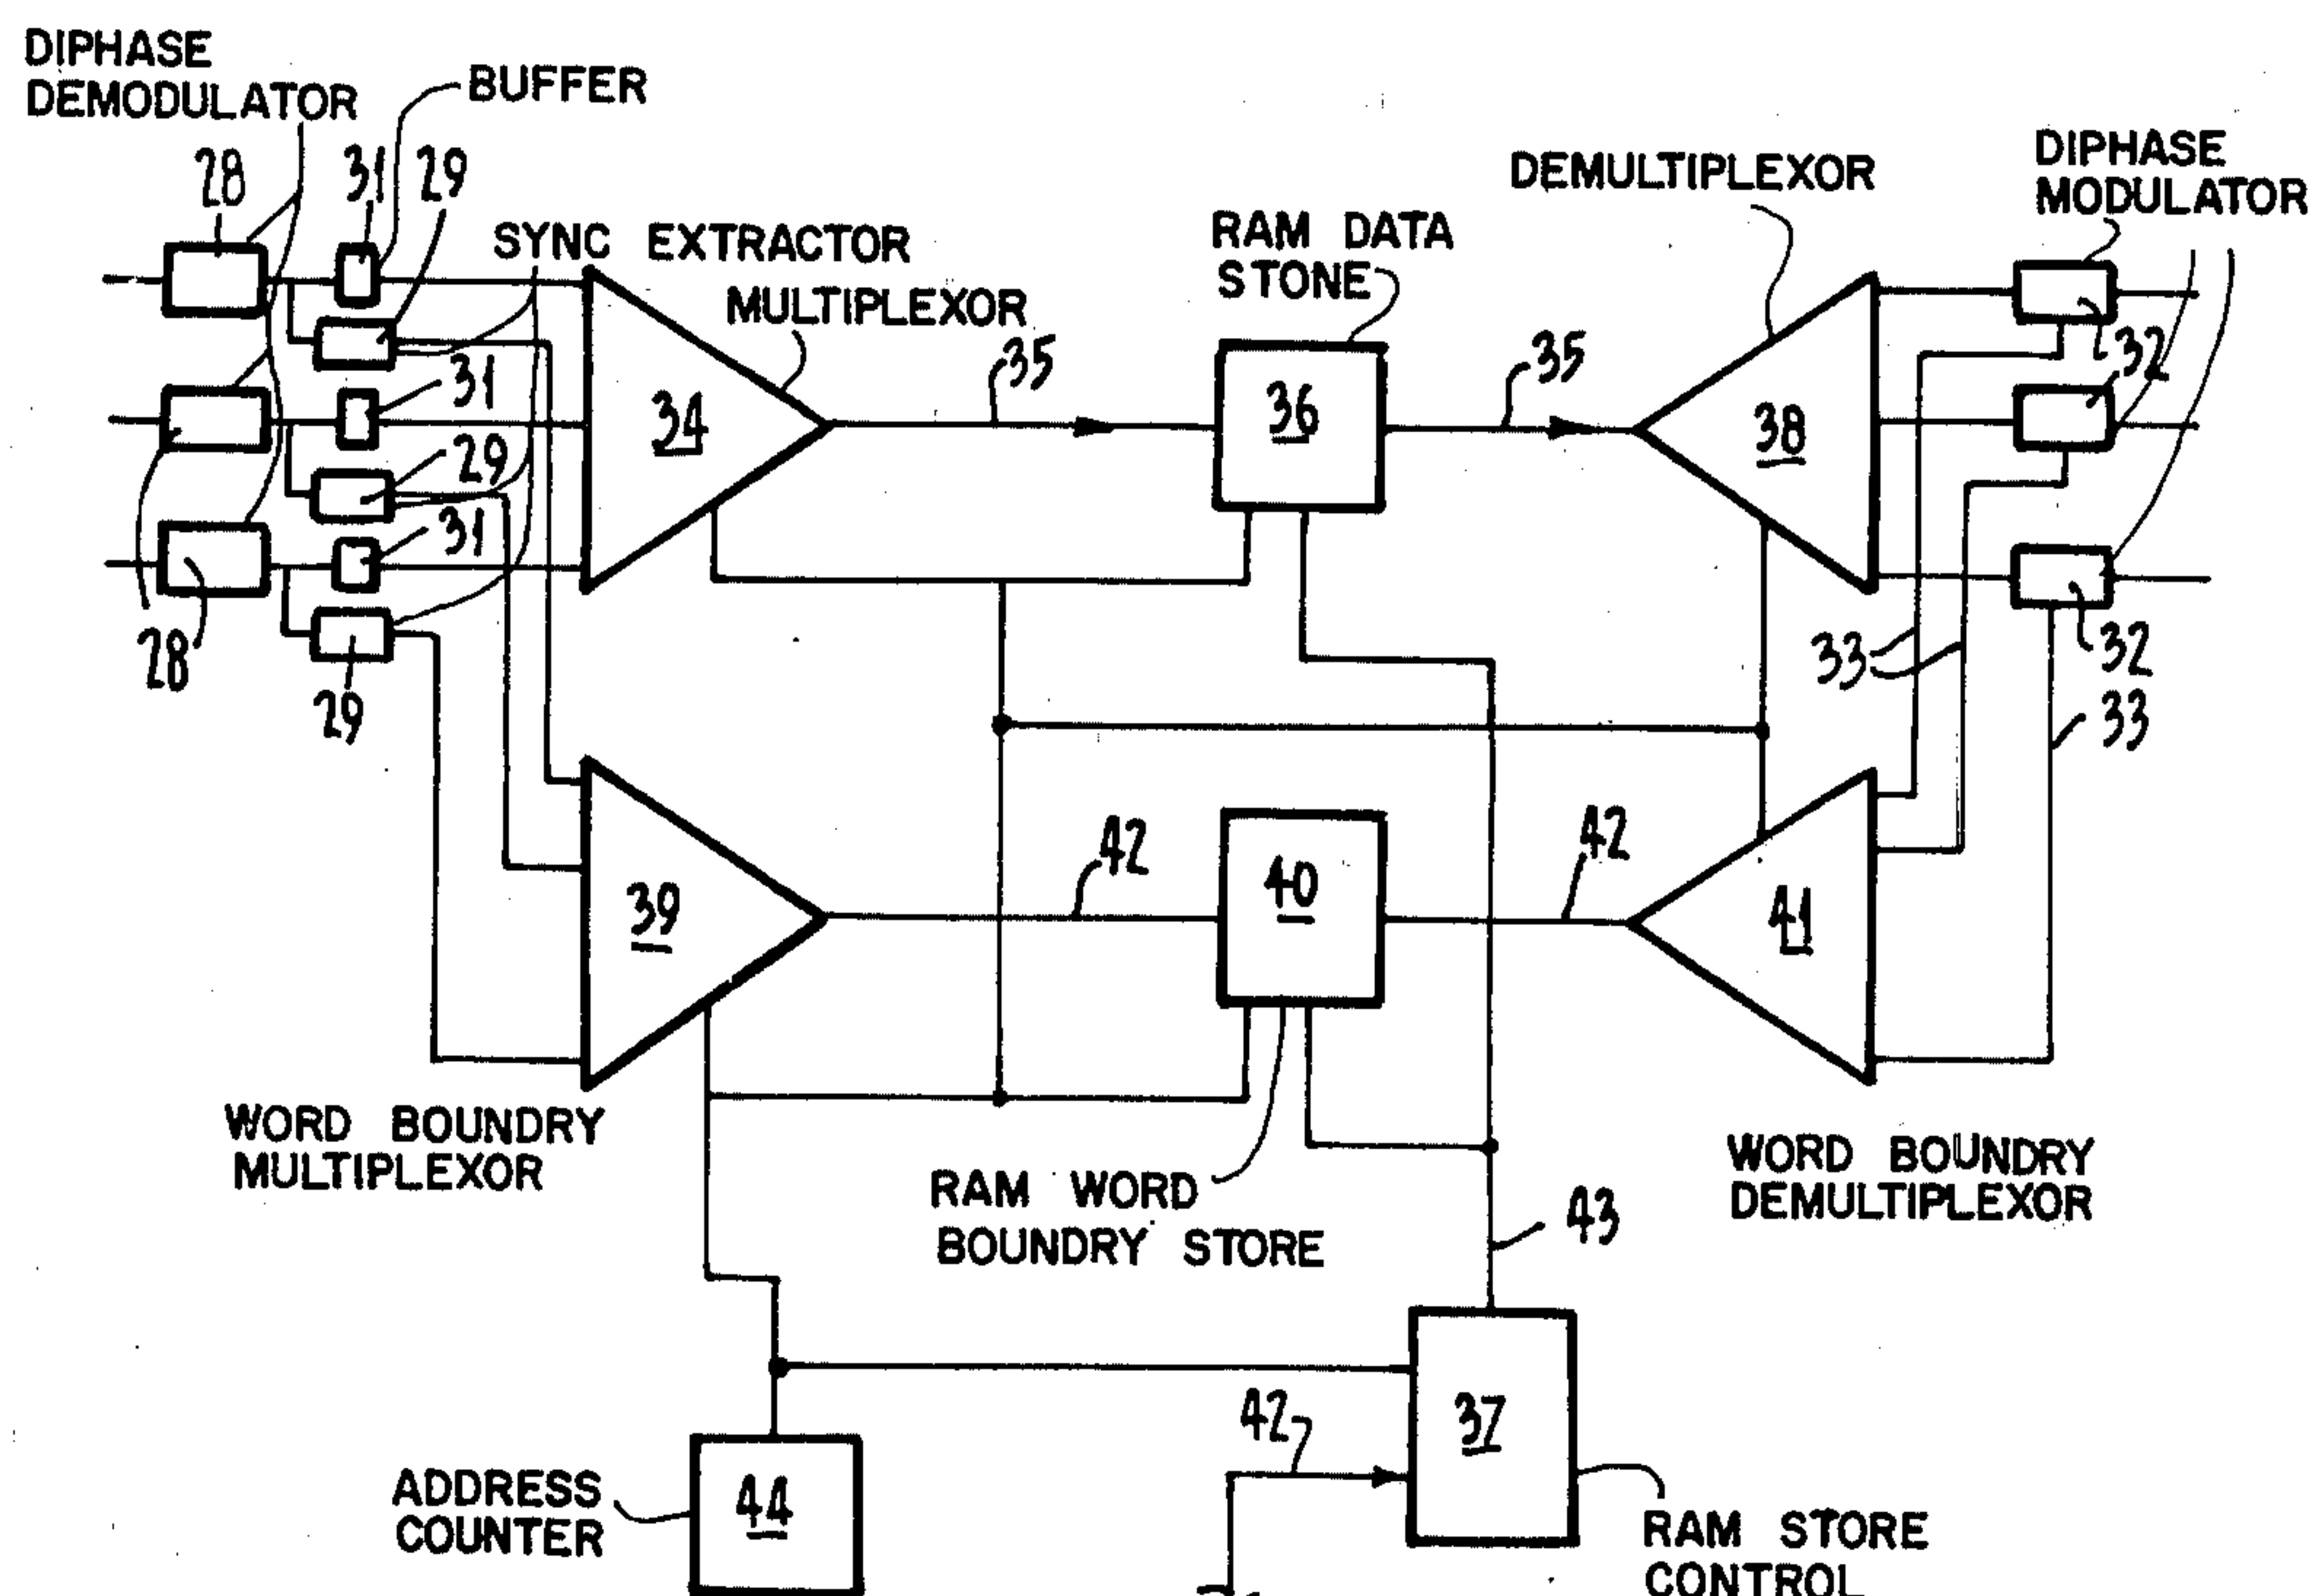 DIPHASE
DEMODULATOR
BUFFER
28
31
29
SYNC EXTRACTOR
MULTIPLEXOR
RAM DATA
STONE
DEMULTIPLEXOR
DIPHASE
MODULATOR
35
35
32
31
34
36
38
29
31
28
29
33
32
33
39
42
40
42
41
WORD BOUNDRY
MULTIPLEXOR
RAM WORD
BOUNDRY STORE
43
WORD BOUNDRY
DEMULTIPLEXOR
42
37
ADDRESS
COUNTER
44
RAM STORE
CONTROL